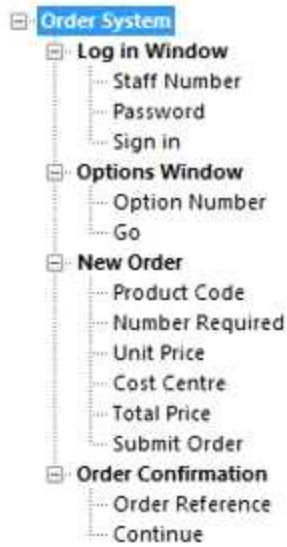 Order System
Log in Window
Staff Number
Password
Sign in
Options Window
Option Number
Go
New Order
Product Code
Number Required
Unit Price
Cost Centre
Total Price
Submit Order
Order Confirmation
Order Reference
Continue